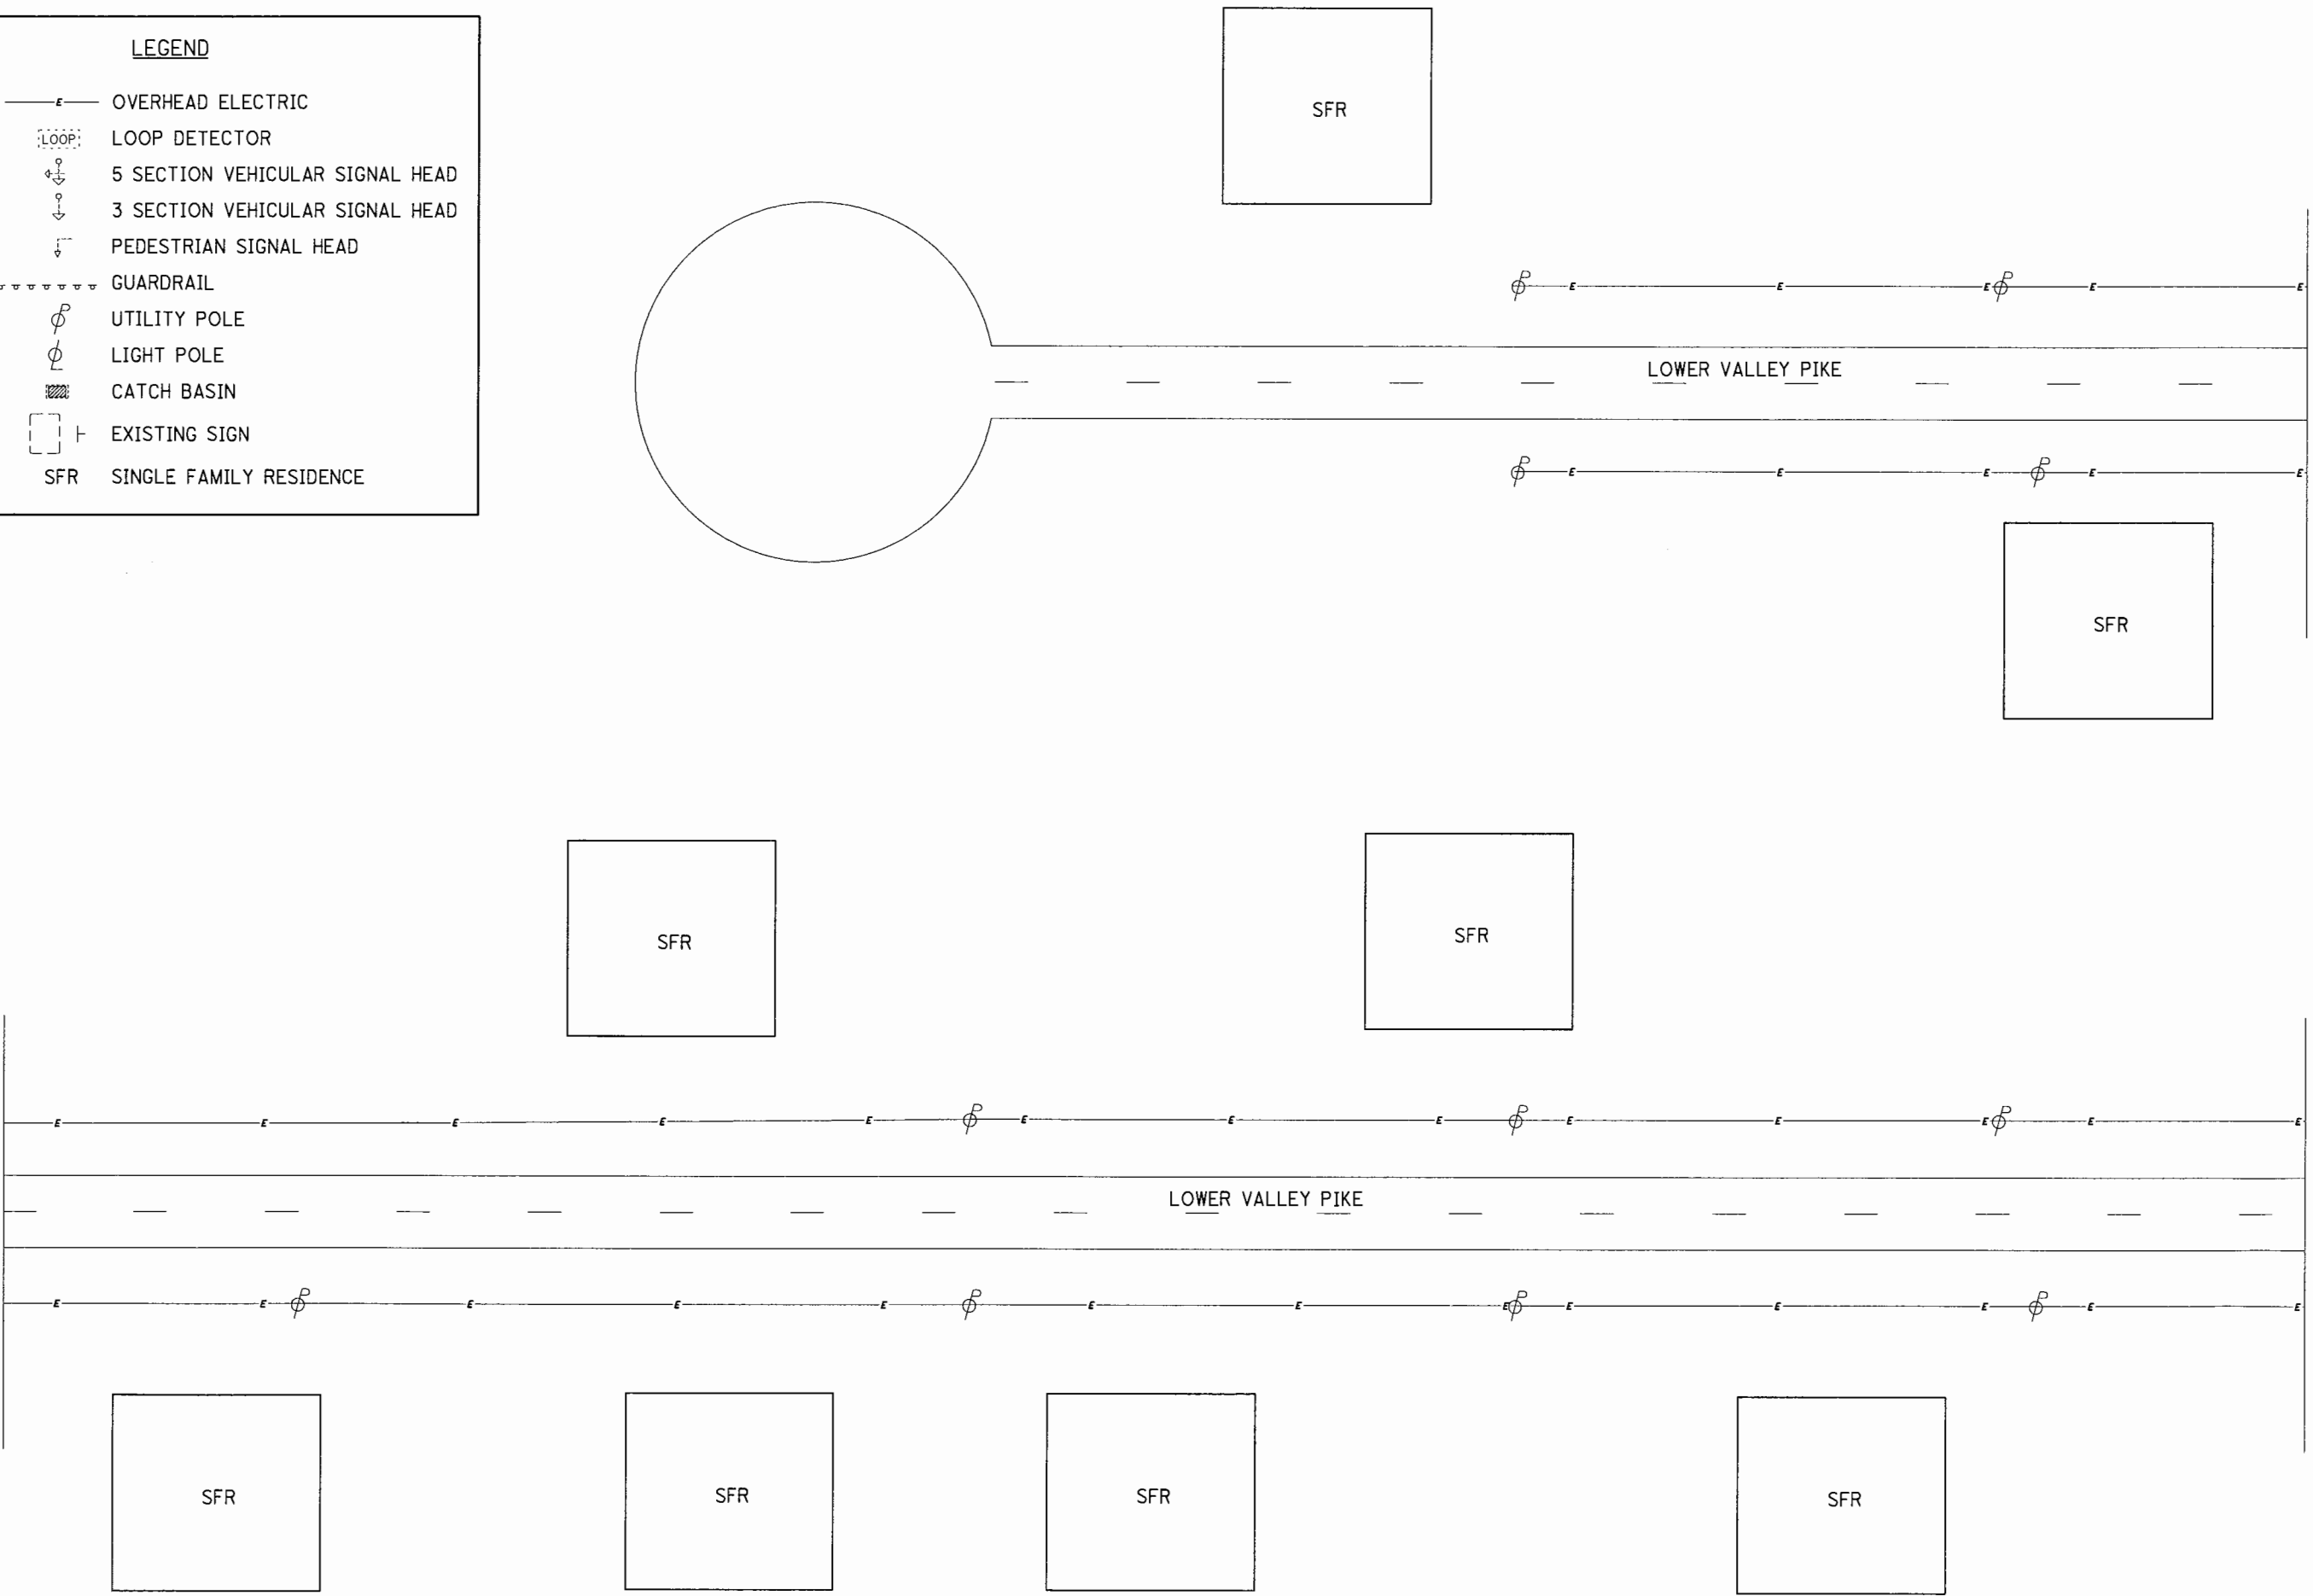 LEGEND
E OVERHEAD ELECTRIC
LOOP LOOP DETECTOR
5 SECTION VEHICULAR SIGNAL HEAD
3 SECTION VEHICULAR SIGNAL HEAD
PEDESTRIAN SIGNAL HEAD
GUARDRAIL
UTILITY POLE
LIGHT POLE
CATCH BASIN
EXISTING SIGN
SFR SINGLE FAMILY RESIDENCE
SFR
E E E E E
LOWER VALLEY PIKE
E E E E E
SFR
SFR
SFR
E E E E E E E E E E E E
LOWER VALLEY PIKE
E E E E E E E E E E E E
SFR
SFR
SFR
SFR